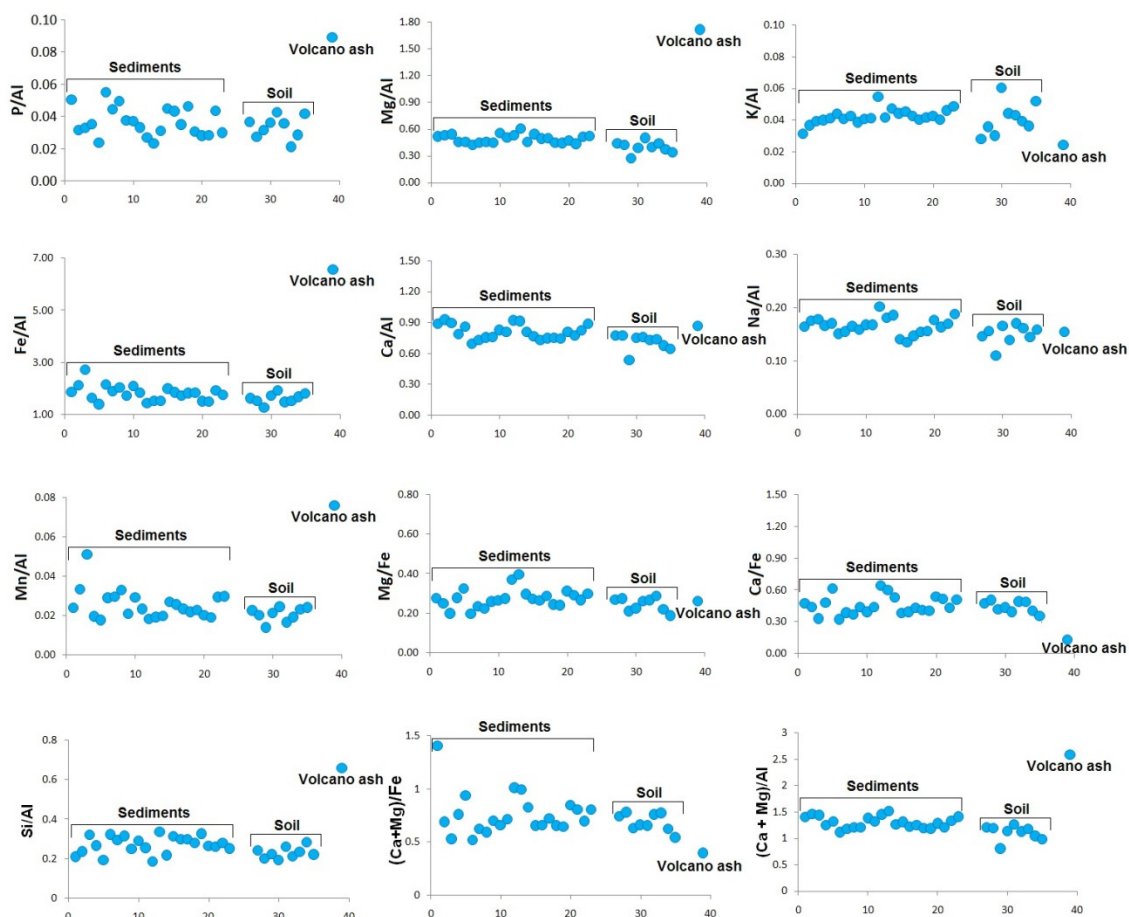 P/Al
0.10
0.08
0.06
0.04
0.02
0.00
0 10 20 30 40
Sediments
Soil
Volcano ash
Mg/Al
1.80
1.50
1.20
0.90
0.60
0.30
0.00
0 10 20 30 40
Sediments
Soil
Volcano ash
K/Al
0.10
0.08
0.06
0.04
0.02
0.00
0 10 20 30 40
Sediments
Soil
Volcano ash
Fe/Al
7.00
5.00
3.00
1.00
0 10 20 30 40
Sediments
Soil
Volcano ash
Ca/Al
1.50
1.20
0.90
0.60
0.30
0.00
0 10 20 30 40
Sediments
Soil
Volcano ash
Na/Al
0.30
0.20
0.10
0.00
0 10 20 30 40
Sediments
Soil
Volcano ash
Mn/Al
0.08
0.06
0.04
0.02
0.00
0 10 20 30 40
Sediments
Soil
Volcano ash
Mg/Fe
0.80
0.60
0.40
0.20
0.00
0 10 20 30 40
Sediments
Soil
Volcano ash
Ca/Fe
1.50
1.20
0.90
0.60
0.30
0.00
0 10 20 30 40
Sediments
Soil
Volcano ash
Si/Al
0.8
0.6
0.4
0.2
0
0 10 20 30 40
Sediments
Soil
Volcano ash
(Ca+Mg)/Fe
1.5
1
0.5
0
0 10 20 30 40
Sediments
Soil
Volcano ash
(Ca + Mg)/Al
3
2.5
2
1.5
1
0.5
0
0 10 20 30 40
Sediments
Soil
Volcano ash